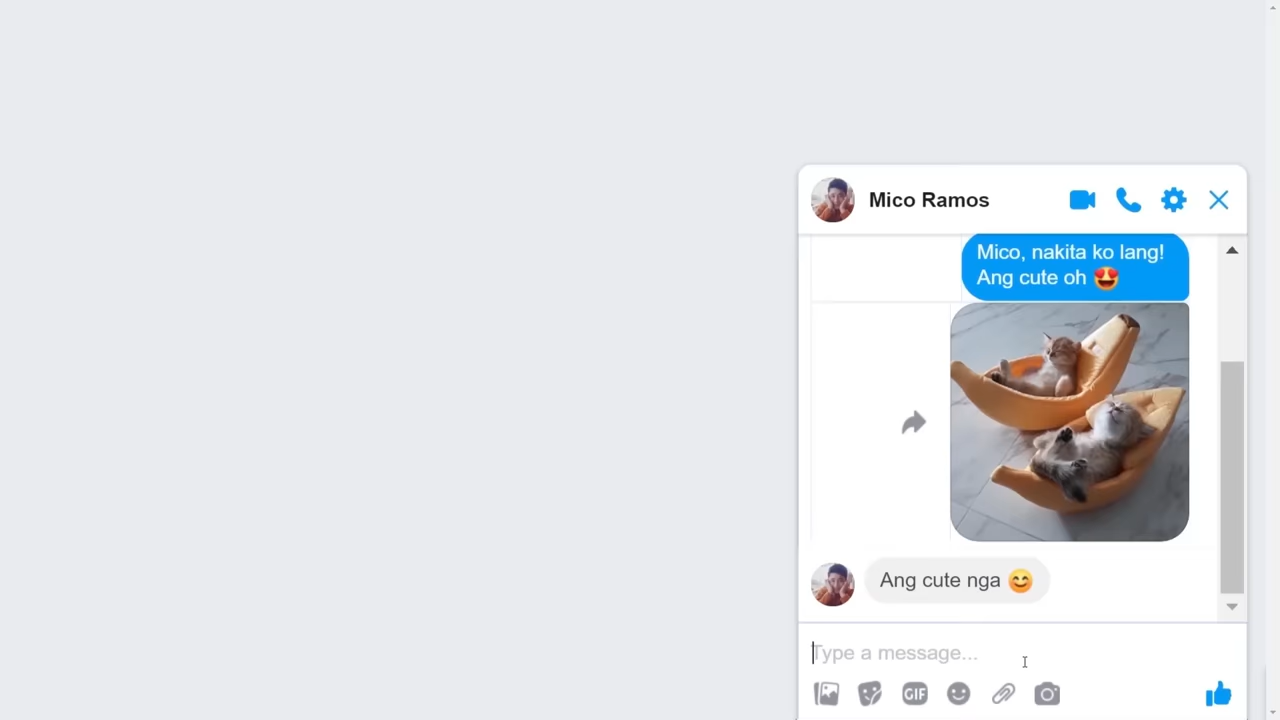 Mico Ramos
Mico, nakita ko lang!
Ang cute oh 😍
Ang cute nga 😊
Type a message...
GIF